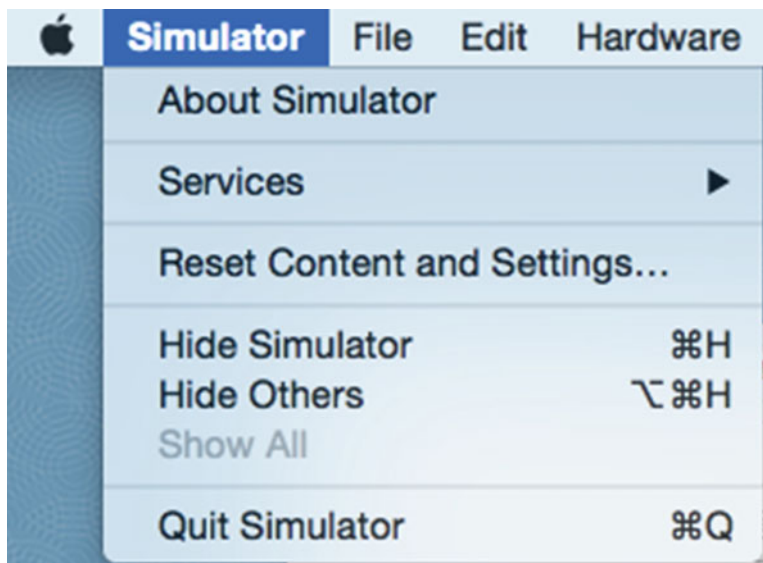 Simulator File Edit Hardware
About Simulator
Services ▶
Reset Content and Settings...
Hide Simulator ⌘H
Hide Others ⌥⌘H
Show All
Quit Simulator ⌘Q